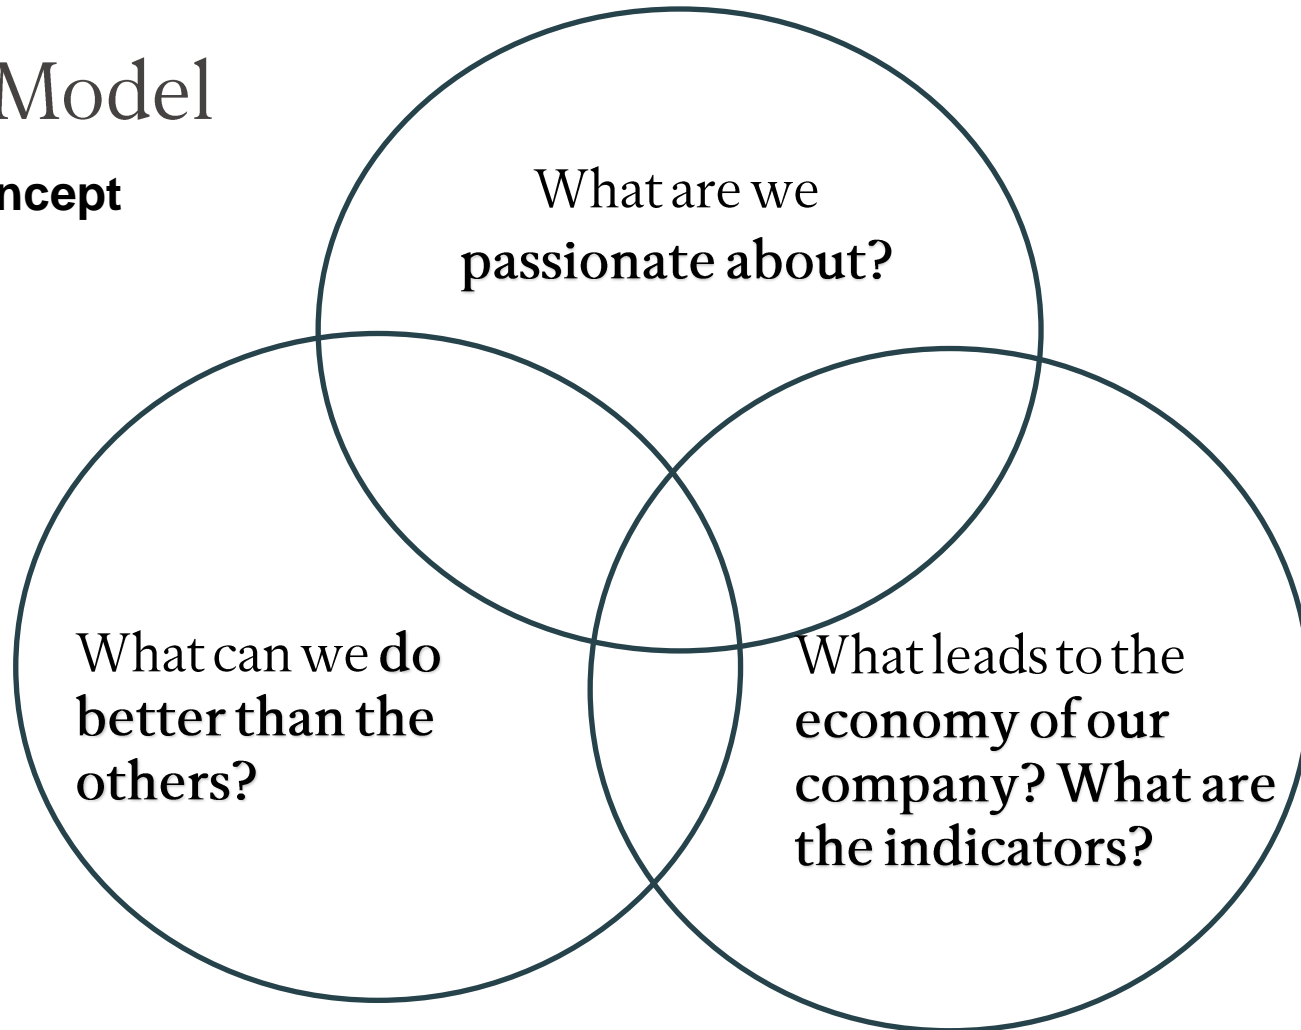 Model
ncept
What are we
passionate about?
What can we do
better than the
others?
What leads to the
economy of our
company? What are
the indicators?